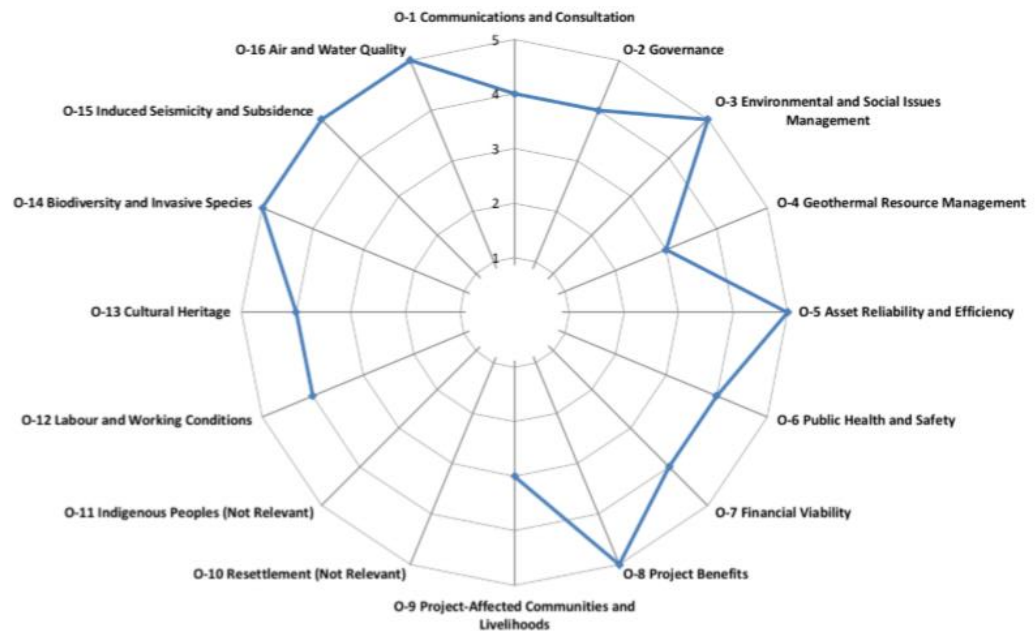 O-1 Communications and Consultation
O-2 Governance
O-3 Environmental and Social Issues
Management
O-4 Geothermal Resource Management
O-5 Asset Reliability and Efficiency
O-6 Public Health and Safety
O-7 Financial Viability
O-8 Project Benefits
O-9 Project-Affected Communities and
Livelihoods
O-10 Resettlement (Not Relevant)
O-11 Indigenous Peoples (Not Relevant)
O-12 Labour and Working Conditions
O-13 Cultural Heritage
O-14 Biodiversity and Invasive Species
O-15 Induced Seismicity and Subsidence
O-16 Air and Water Quality
5
4
3
2
1